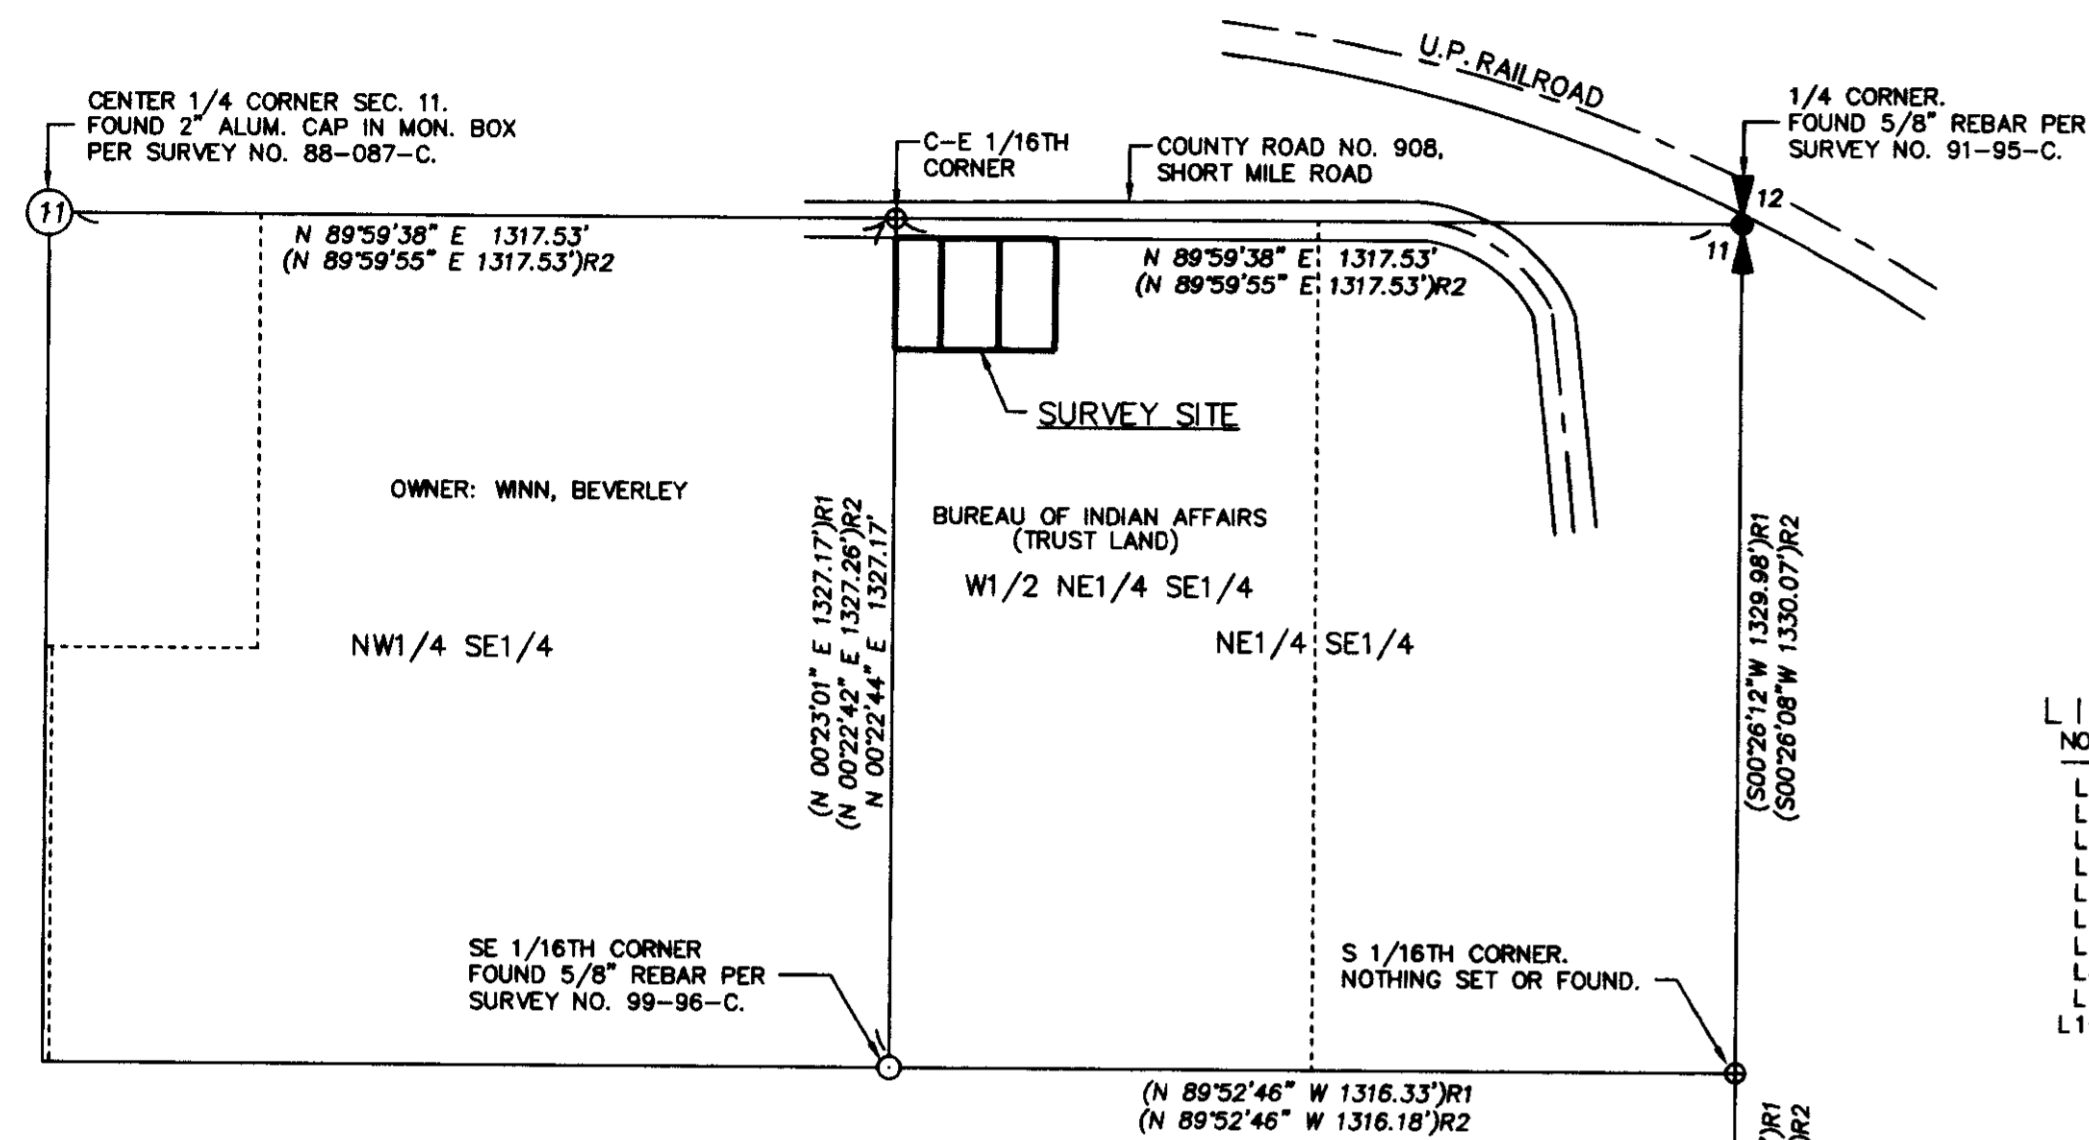 U.P. RAILROAD
CENTER 1/4 CORNER SEC. 11.
FOUND 2" ALUM. CAP IN MON. BOX
PER SURVEY NO. 88-087-C.
C-E 1/16TH
CORNER
COUNTY ROAD NO. 908,
SHORT MILE ROAD
1/4 CORNER.
FOUND 5/8" REBAR PER
SURVEY NO. 91-95-C.
11
12
11
N 89°59'38" E 1317.53'
(N 89°59'55" E 1317.53')R2
N 89°59'38" E 1317.53'
(N 89°59'55" E 1317.53')R2
SURVEY SITE
OWNER: WINN, BEVERLEY
BUREAU OF INDIAN AFFAIRS
(TRUST LAND)
W1/2 NE1/4 SE1/4
NW1/4 SE1/4
NE1/4 SE1/4
(N 00°23'01" E 1327.17')R1
(N 00°22'42" E 1327.26')R2
N 00°22'44" E 1327.17'
(S00°26'12"W 1329.98')R1
(S00°26'08"W 1330.07')R2
SE 1/16TH CORNER
FOUND 5/8" REBAR PER
SURVEY NO. 99-96-C.
S 1/16TH CORNER.
NOTHING SET OR FOUND.
(N 89°52'46" W 1316.33')R1
(N 89°52'46" W 1316.18')R2
')R1
)R2
L I
NO
L
L
L
L
L
L
L
L
L
L1